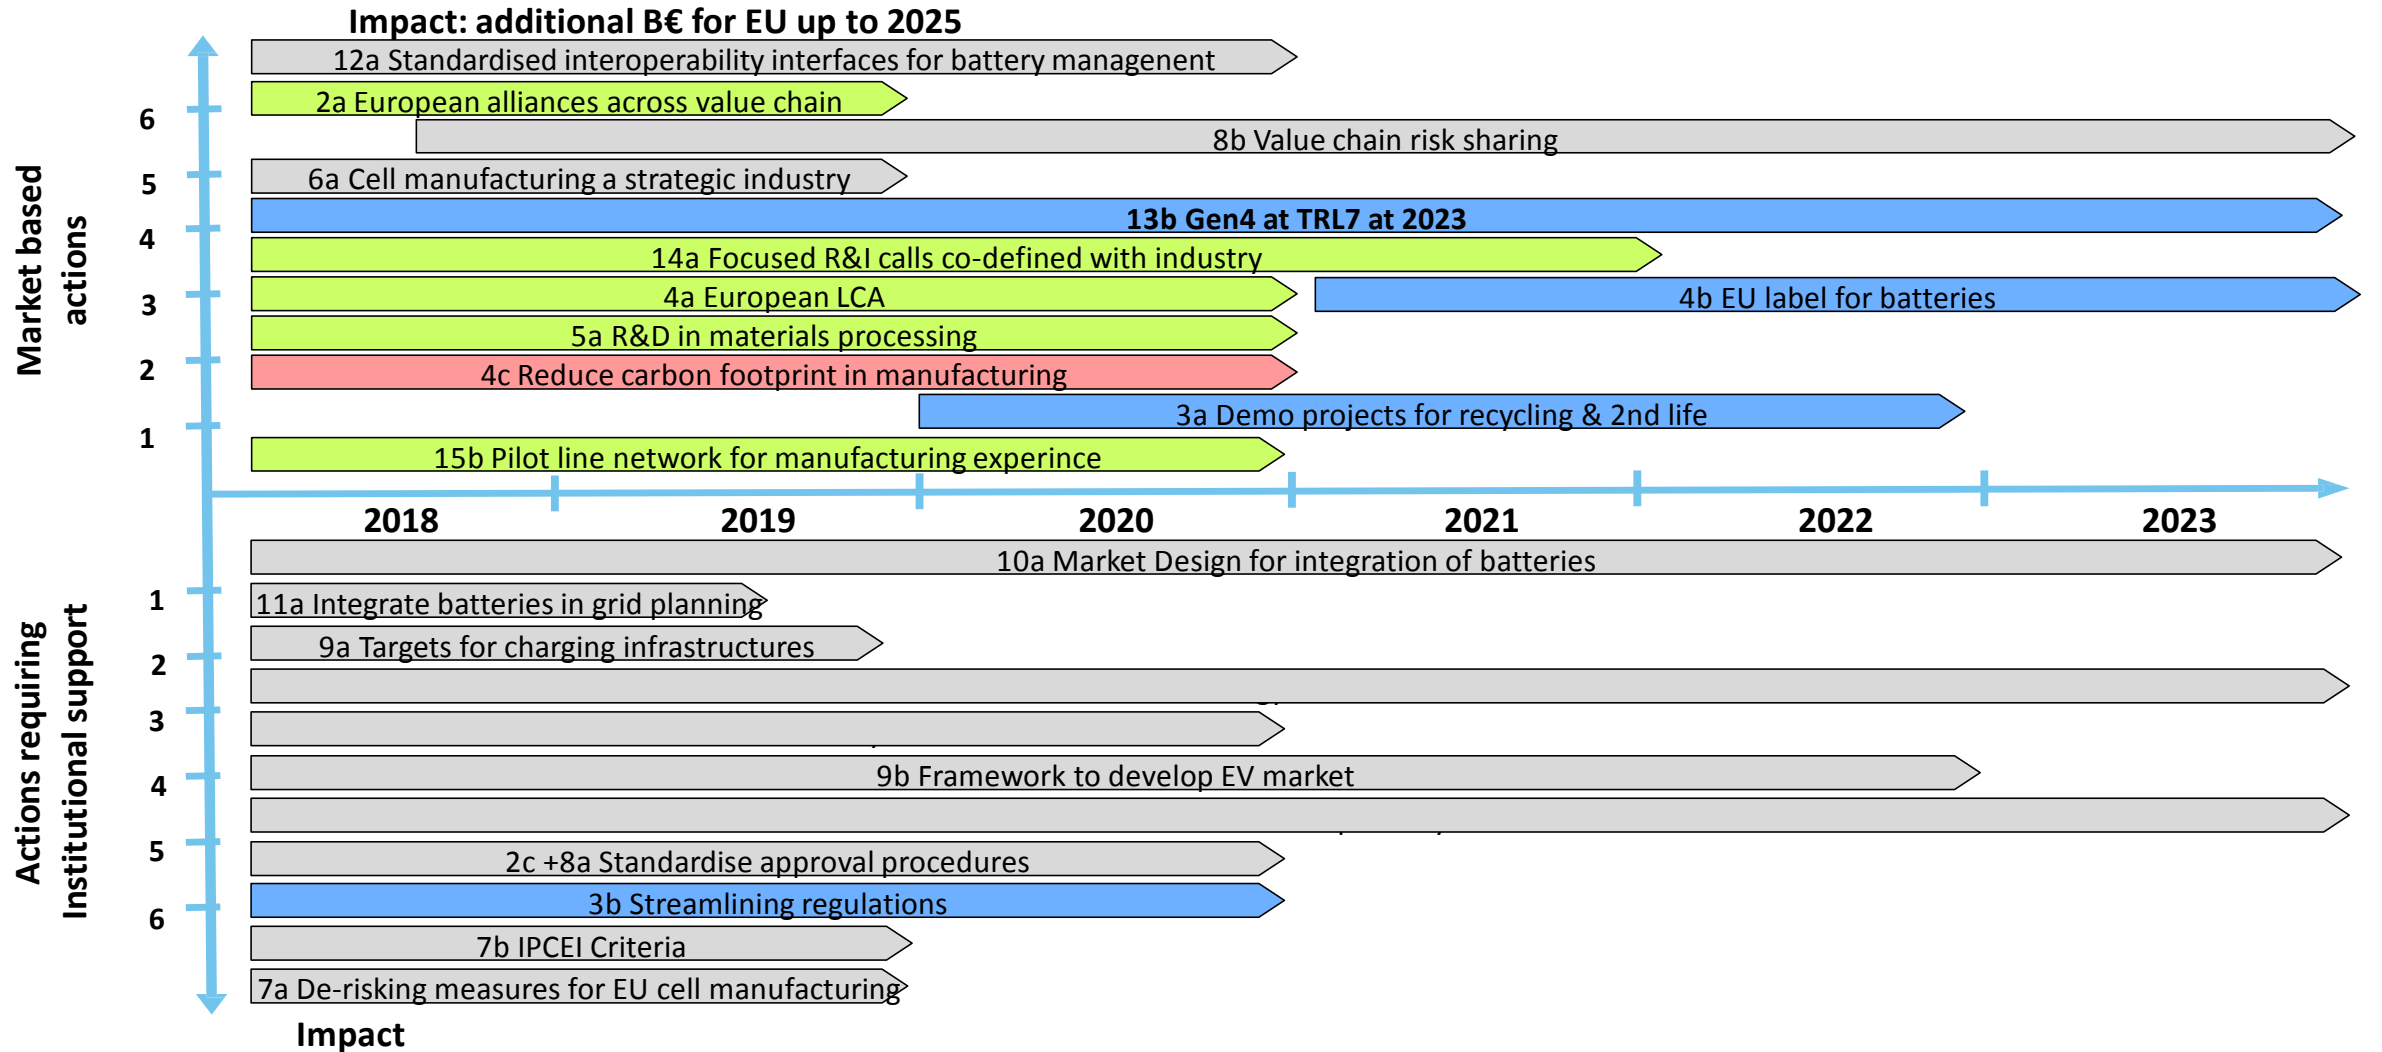 Impact: additional B€ for EU up to 2025
12a Standardised interoperability interfaces for battery managenent
2a European alliances across value chain
6
8b Value chain risk sharing
5
6a Cell manufacturing a strategic industry
13b Gen4 at TRL7 at 2023
4
14a Focused R&I calls co-defined with industry
3
4a European LCA
4b EU label for batteries
5a R&D in materials processing
2
4c Reduce carbon footprint in manufacturing
3a Demo projects for recycling & 2nd life
1
15b Pilot line network for manufacturing experince
Market based
actions
2018
2019
2020
2021
2022
2023
10a Market Design for integration of batteries
1
11a Integrate batteries in grid planning
9a Targets for charging infrastructures
2
3
4
9b Framework to develop EV market
5
2c +8a Standardise approval procedures
3b Streamlining regulations
6
7b IPCEI Criteria
7a De-risking measures for EU cell manufacturing
Actions requiring
Institutional support
Impact